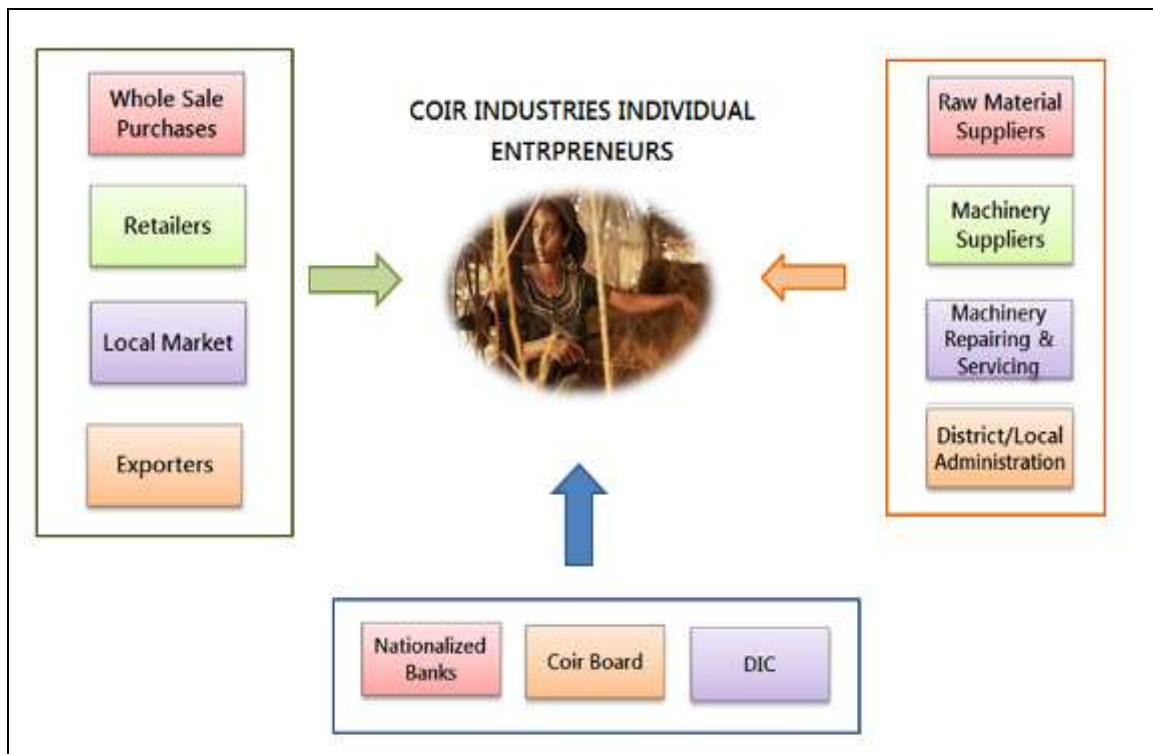 Whole Sale
Purchases
Retailers
Local Market
Exporters
COIR INDUSTRIES INDIVIDUAL
ENTRPRENEURS
Raw Material
Suppliers
Machinery
Suppliers
Machinery
Repairing &
Servicing
District/Local
Administration
Nationalized
Banks
Coir Board
DIC